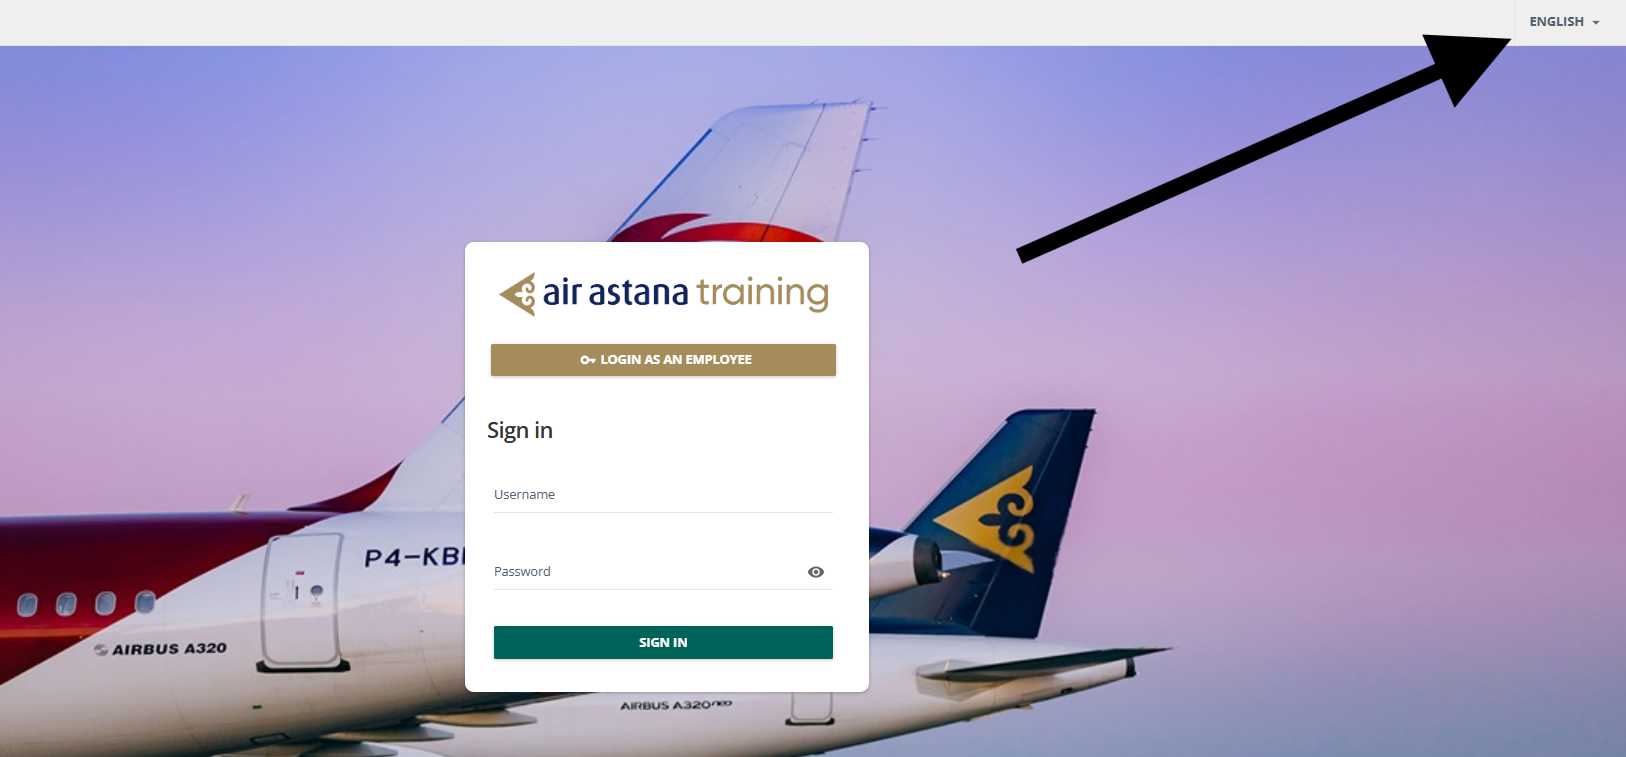 ENGLISH
air astana training
LOGIN AS AN EMPLOYEE
Sign in
Username
P4-KB
Password
SIGN IN
AIRBUS A320
AIRBUS A320neo